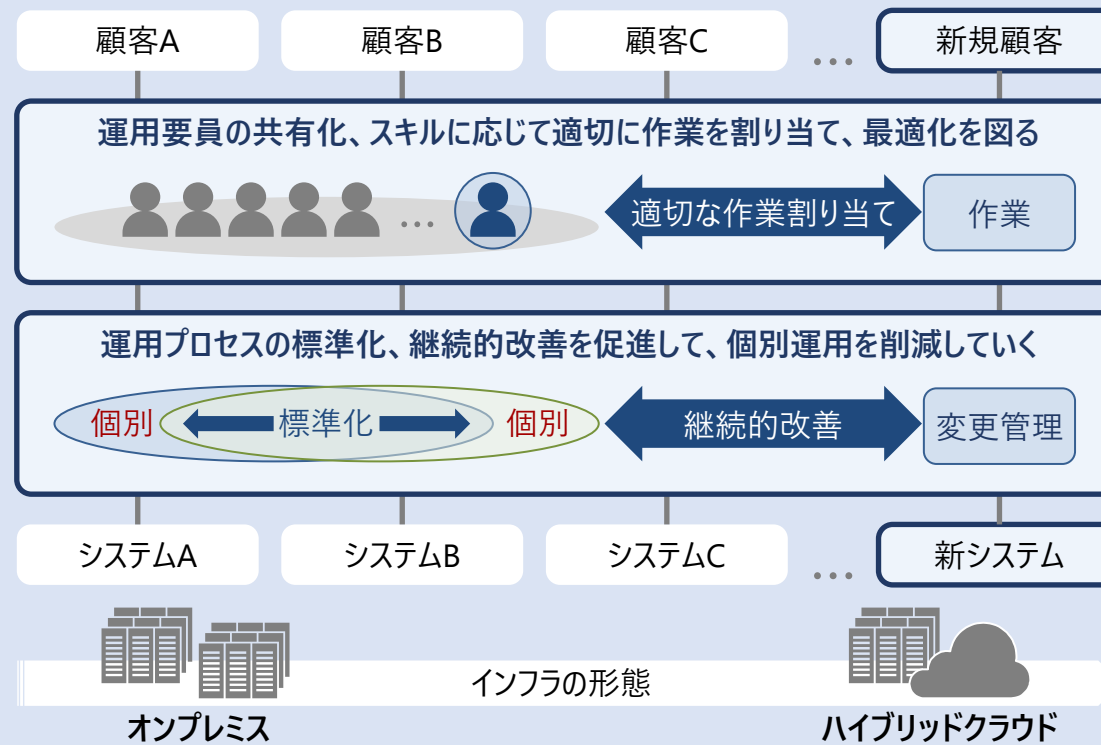 顧客A
顧客B
顧客C
…
新規顧客
運用要員の共有化、スキルに応じて適切に作業を割り当て、最適化を図る
…
適切な作業割り当て
作業
運用プロセスの標準化、継続的改善を促進して、個別運用を削減していく
個別
標準化
個別
継続的改善
変更管理
システムA
システムB
システムC
…
新システム
インフラの形態
オンプレミス
ハイブリッドクラウド